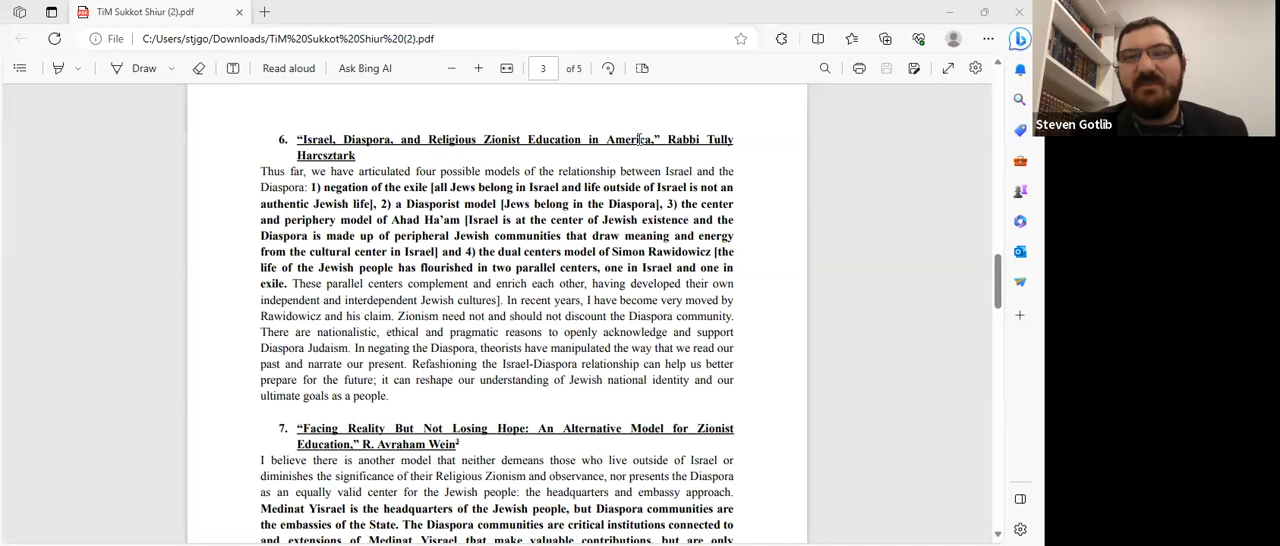 TiM Sukkot Shiur (2).pdf
File
C:/Users/stjgo/Downloads/TiM%20Sukkot%20Shiur%20(2).pdf
Draw
Read aloud
Ask Bing AI
3
of 5
Steven Gotlib
6. “Israel, Diaspora, and Religious Zionist Education in America,” Rabbi Tully
Harcsztark
Thus far, we have articulated four possible models of the relationship between Israel and the
Diaspora: 1) negation of the exile [all Jews belong in Israel and life outside of Israel is not an
authentic Jewish life], 2) a Diasporist model [Jews belong in the Diaspora], 3) the center
and periphery model of Ahad Ha’am [Israel is at the center of Jewish existence and the
Diaspora is made up of peripheral Jewish communities that draw meaning and energy
from the cultural center in Israel] and 4) the dual centers model of Simon Rawidowicz [the
life of the Jewish people has flourished in two parallel centers, one in Israel and one in
exile. These parallel centers complement and enrich each other, having developed their own
independent and interdependent Jewish cultures]. In recent years, I have become very moved by
Rawidowicz and his claim. Zionism need not and should not discount the Diaspora community.
There are nationalistic, ethical and pragmatic reasons to openly acknowledge and support
Diaspora Judaism. In negating the Diaspora, theorists have manipulated the way that we read our
past and narrate our present. Refashioning the Israel-Diaspora relationship can help us better
prepare for the future; it can reshape our understanding of Jewish national identity and our
ultimate goals as a people.
7. “Facing Reality But Not Losing Hope: An Alternative Model for Zionist
Education,” R. Avraham Wein³
I believe there is another model that neither demeans those who live outside of Israel or
diminishes the significance of their Religious Zionism and observance, nor presents the Diaspora
as an equally valid center for the Jewish people: the headquarters and embassy approach.
Medinat Yisrael is the headquarters of the Jewish people, but Diaspora communities are
the embassies of the State. The Diaspora communities are critical institutions connected to
and extensions of Medinat Yisrael that make valuable contributions, but are only